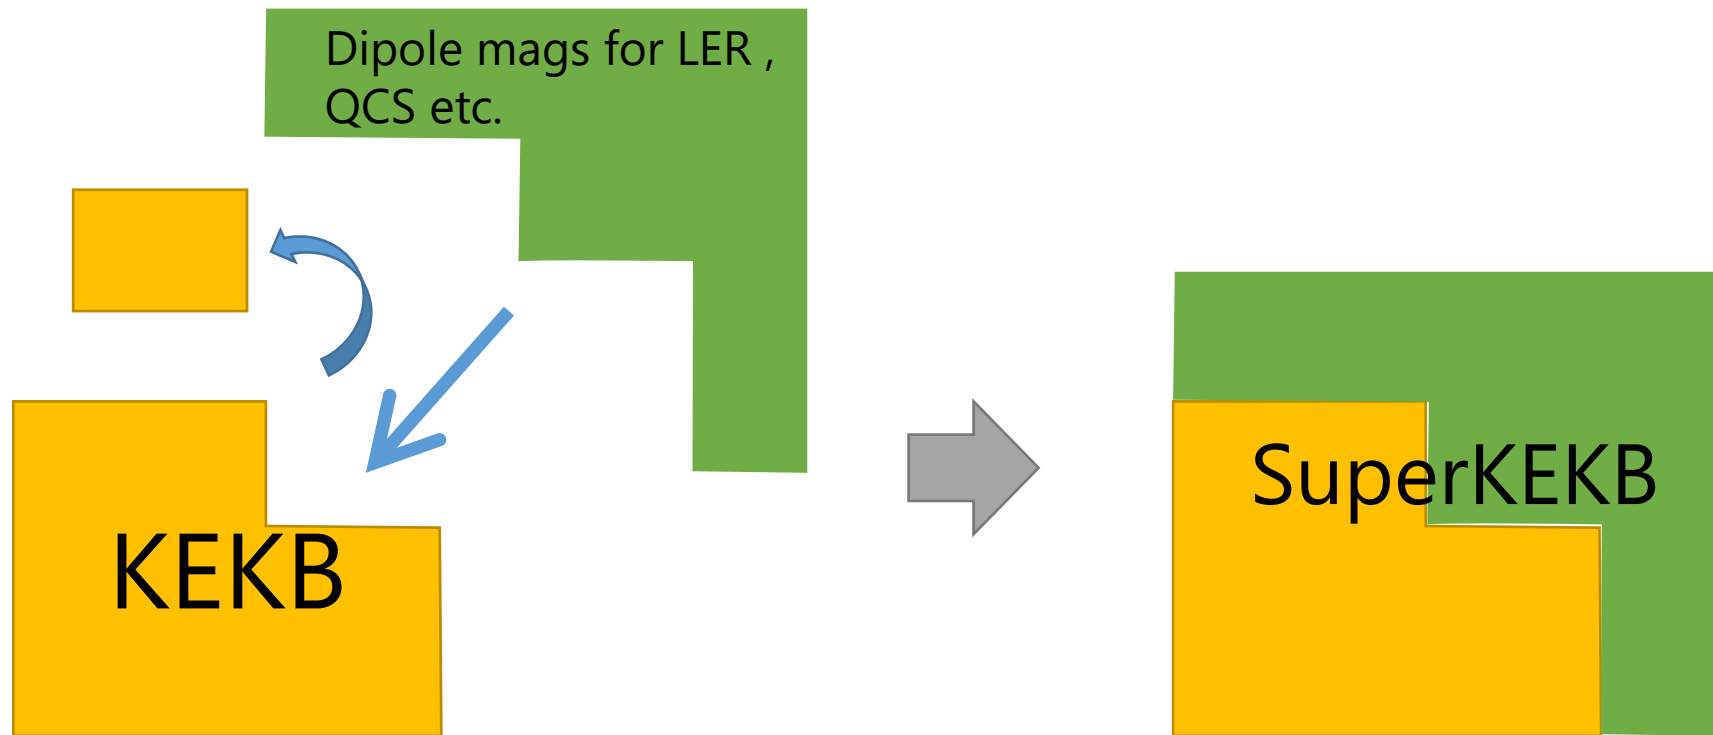 Dipole mags for LER ,
QCS etc.
KEKB
SuperKEKB